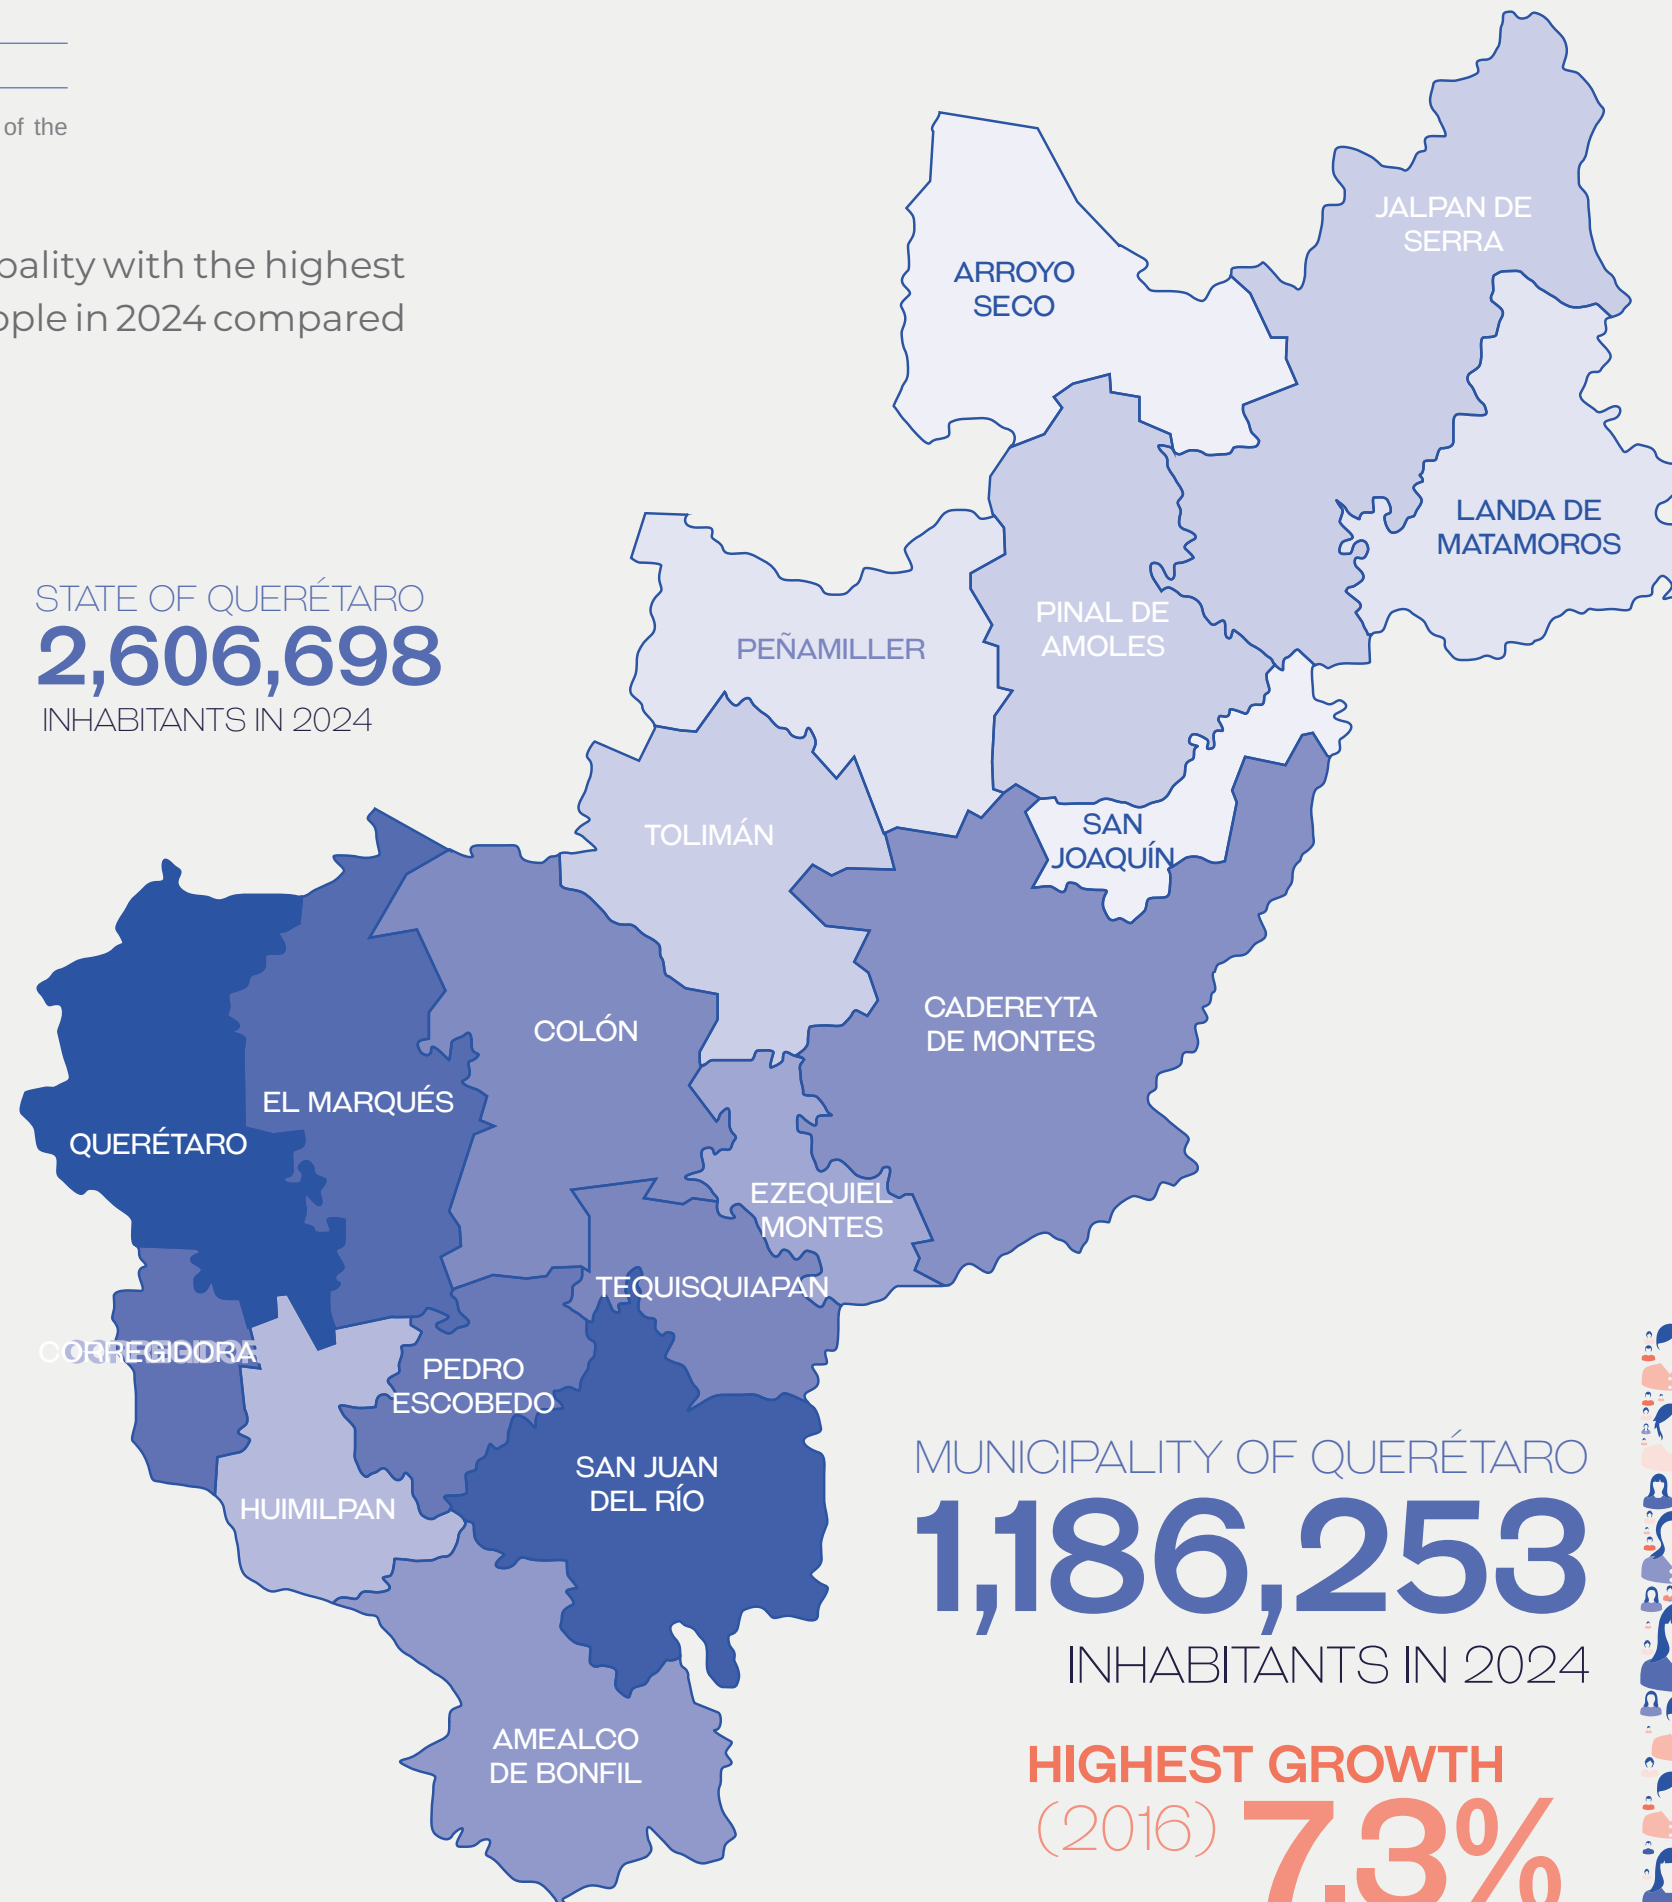 of the
pality with the highest
ople in 2024 compared
JALPAN DE
SERRA
ARROYO
SECO
LANDA DE
MATAMOROS
STATE OF QUERÉTARO
2,606,698
INHABITANTS IN 2024
PINAL DE
AMOLES
PEÑAMILLER
TOLIMÁN
SAN
JOAQUÍN
CADEREYTA
DE MONTES
COLÓN
EL MARQUÉS
QUERÉTARO
EZEQUIEL
MONTES
TEQUISQUIAPAN
CORREGIDORA
PEDRO
ESCOBEDO
SAN JUAN
DEL RÍO
HUIMILPAN
MUNICIPALITY OF QUERÉTARO
1,186,253
INHABITANTS IN 2024
AMEALCO
DE BONFIL
HIGHEST GROWTH
(2016) 7.3%